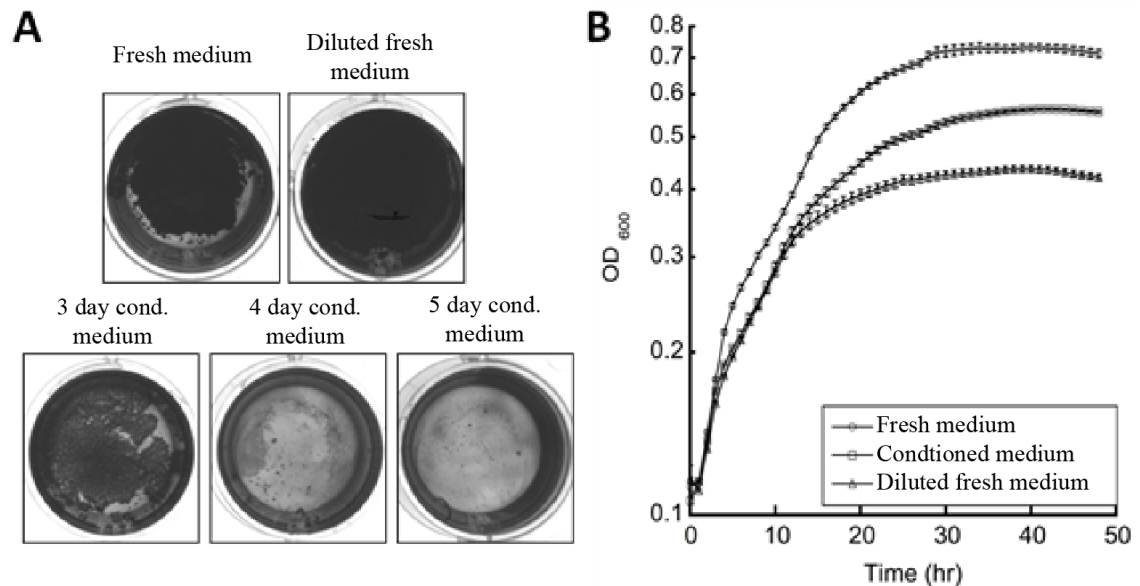 A
Fresh medium
Diluted fresh
medium
3 day cond.
medium
4 day cond.
medium
5 day cond.
medium
B
OD600
0.8
0.7
0.6
0.5
0.4
0.3
0.2
0.1
0
10
20
30
40
50
Time (hr)
Fresh medium
Condtioned medium
Diluted fresh medium